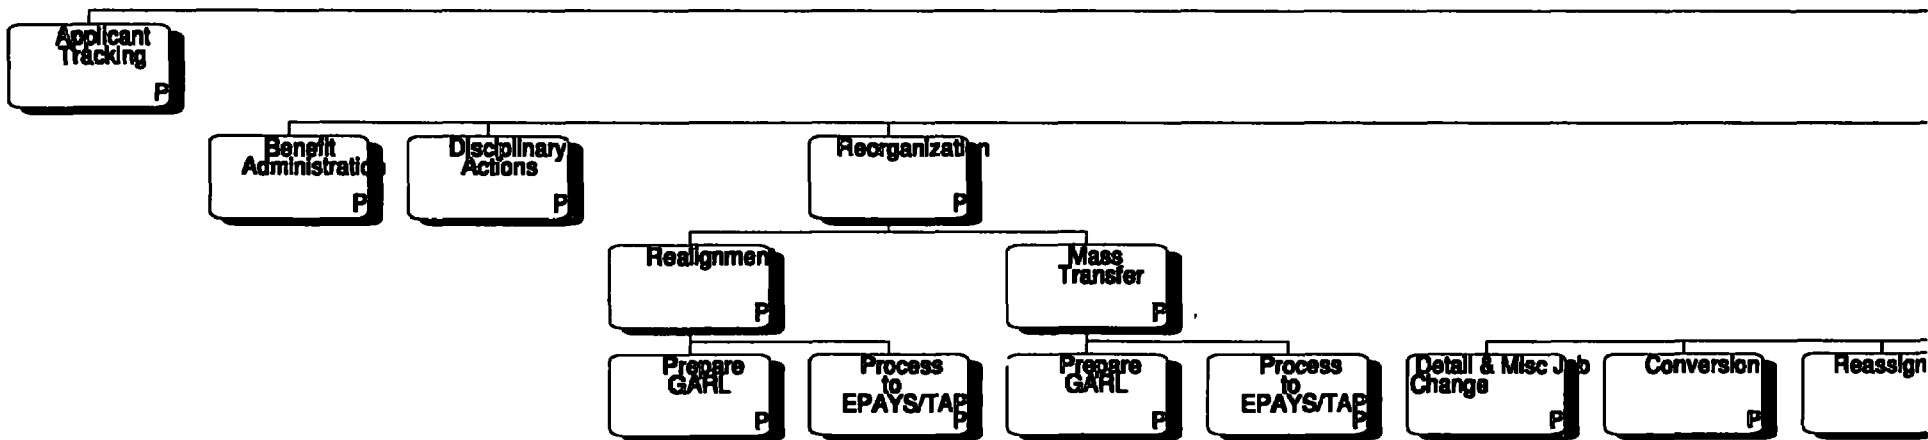 Applicant
Tracking
P
Benefit
Administratio
P
Disciplinary
Actions
P
Reorganization
P
Realignmen
P
Mass
Transfer
P
Prepare
GARL
P
Process
to
EPAYS/TAP
P
Prepare
GARL
P
Process
to
EPAYS/TAP
P
Detail & Misc Job
Change
P
Conversion
P
Reassign